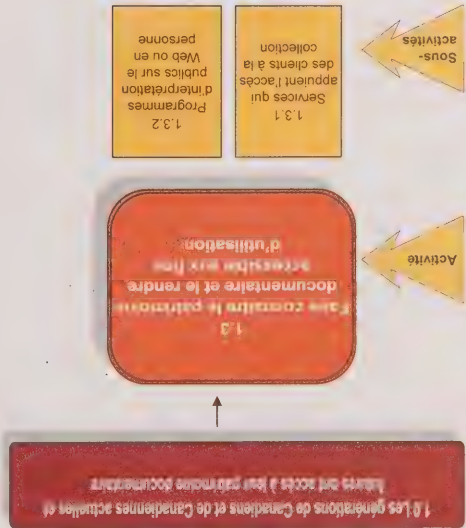 1.0 Les générations de Canadiens et de Canadiennes actuelles et
futures ont accès à leur patrimoine documentaire
Activité
1.3
Faire connaître le patrimoine
documentaire et le rendre
accessible aux fins
d'utilisation
Sous-
activités
1.3.1
Services qui
appuient l'accès
des clients à la
collection
1.3.2
Programmes
d'interprétation
publics sur le
Web ou en
personne